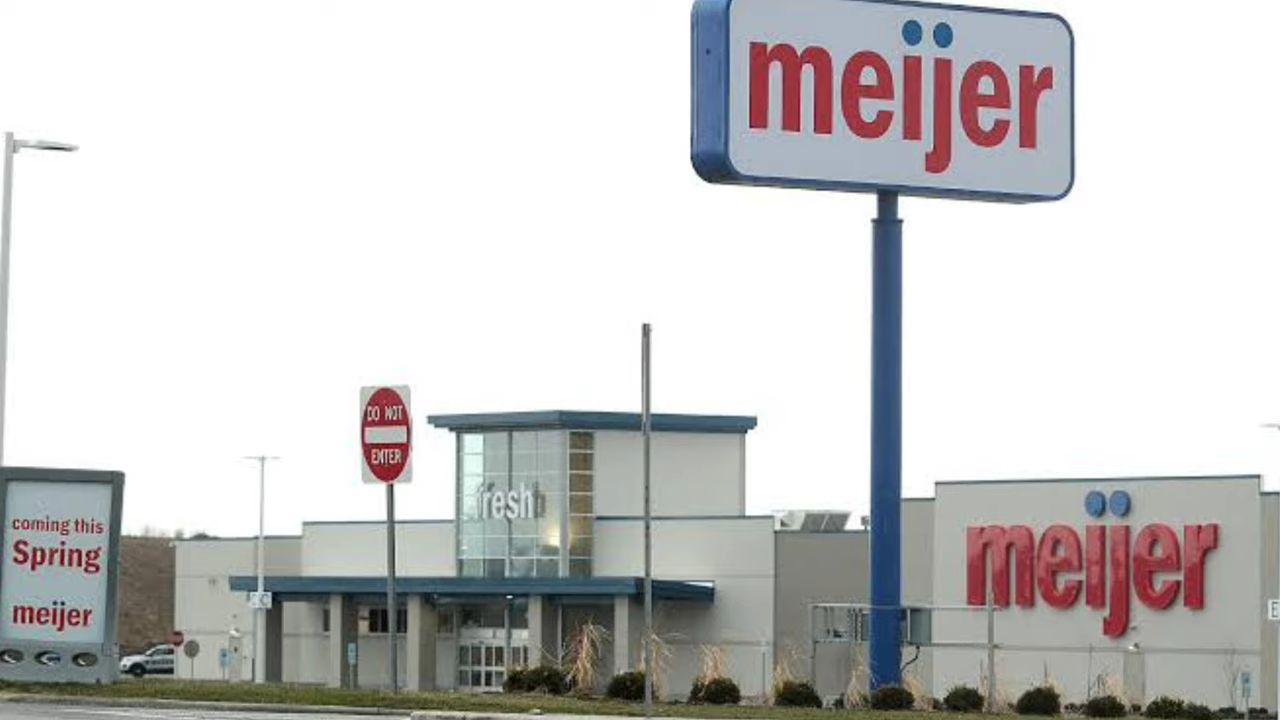 meijer
DO NOT
ENTER
fresh
coming this
Spring
meijer
meijer